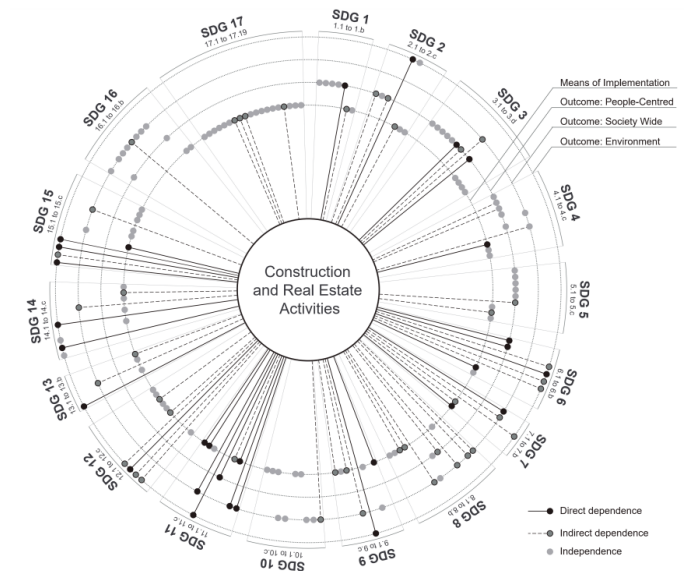 SDG 17
17.1 to 17.19
SDG 1
1.1 to 1.b
SDG 2
2.1 to 2.c
SDG 3
3.1 to 3.d
Means of Implementation
Outcome: People-Centred
Outcome: Society Wide
Outcome: Environment
SDG 4
4.1 to 4.c
SDG 5
5.1 to 5.c
SDG 6
6.1 to 6.b
SDG 7
7.1 to 7.b
SDG 8
8.1 to 8.b
SDG 9
9.1 to 9.c
SDG 10
10.1 to 10.c
SDG 11
11.1 to 11.c
SDG 12
12.1 to 12.c
SDG 13
13.1 to 13.b
SDG 14
14.1 to 14.c
SDG 15
15.1 to 15.c
SDG 16
16.1 to 16.b
Construction
and Real Estate
Activities
Direct dependence
Indirect dependence
Independence